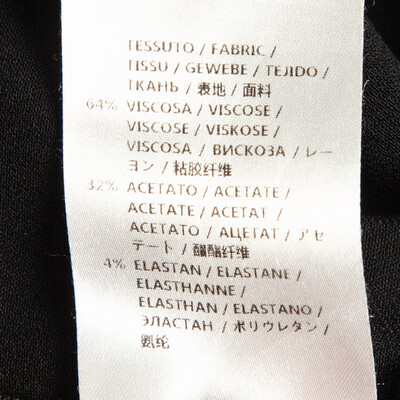 TESSUTO / FABRIC /
TISSU / GEWEBE / TEJIDO /
ТКАНЬ / 表地 / 面料
64% VISCOSA / VISCOSE /
VISCOSE / VISKOSE /
VISCOSA / ВИСКОЗА / レー
ヨン / 粘胶纤维
32% ACETATO / ACETATE /
ACETATE / ACETAT /
ACETATO / АЦЕТАТ / アセ
テート / 醋酯纤维
4% ELASTAN / ELASTANE /
ELASTHANNE /
ELASTHAN / ELASTANO /
ЭЛАСТАН / ポリウレタン /
氨纶